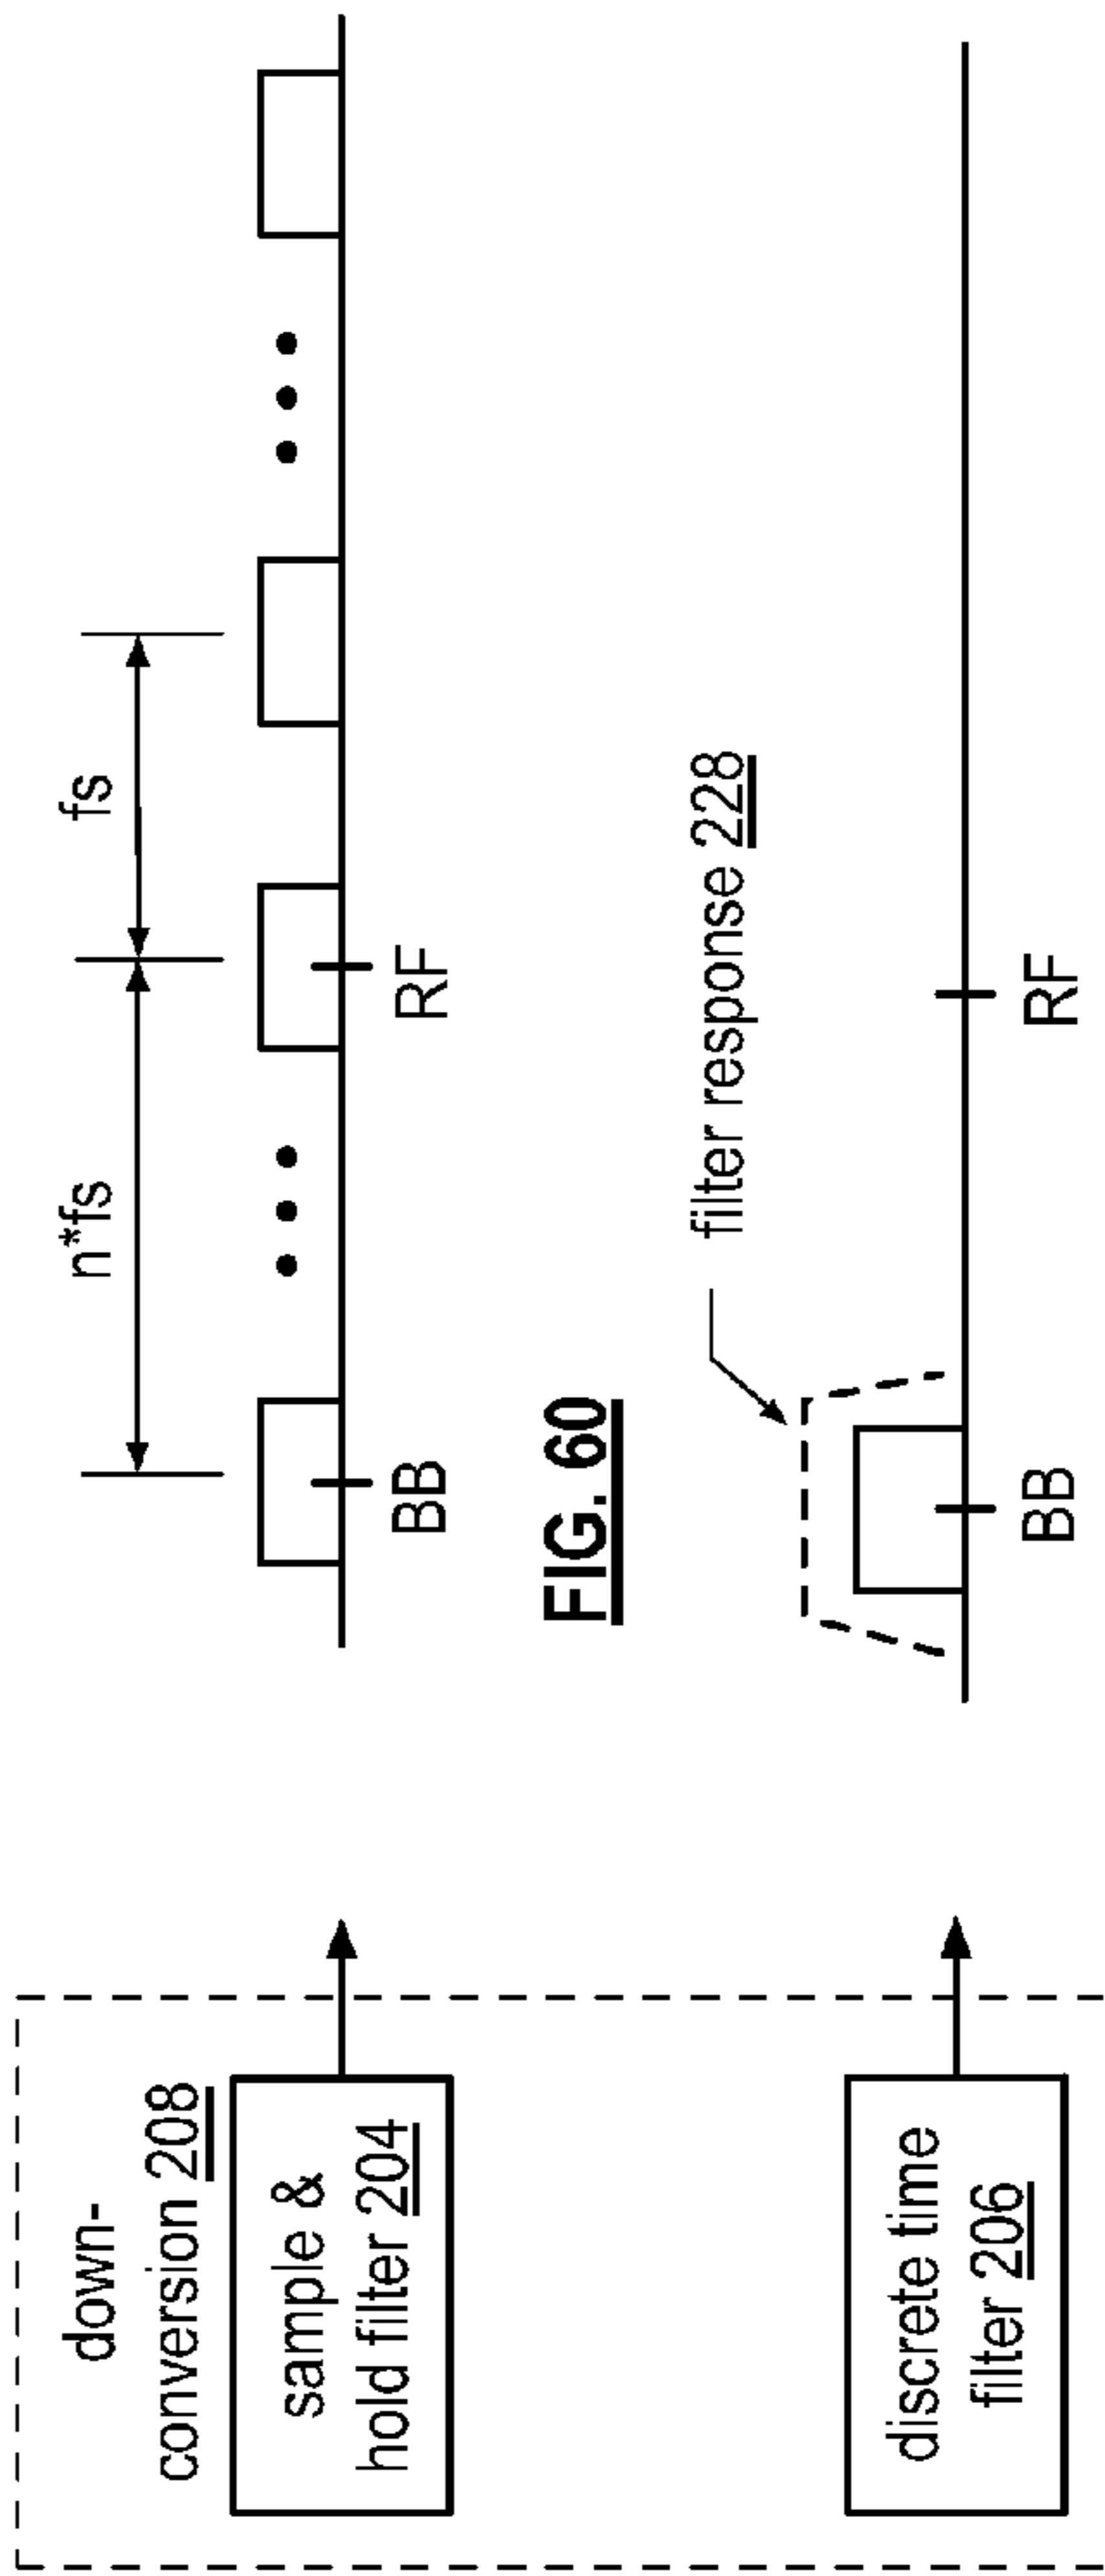 down-
conversion 208
sample &
hold filter 204
n*fs
fs
BB
RF
FIG. 60
discrete time
filter 206
filter response 228
BB
RF